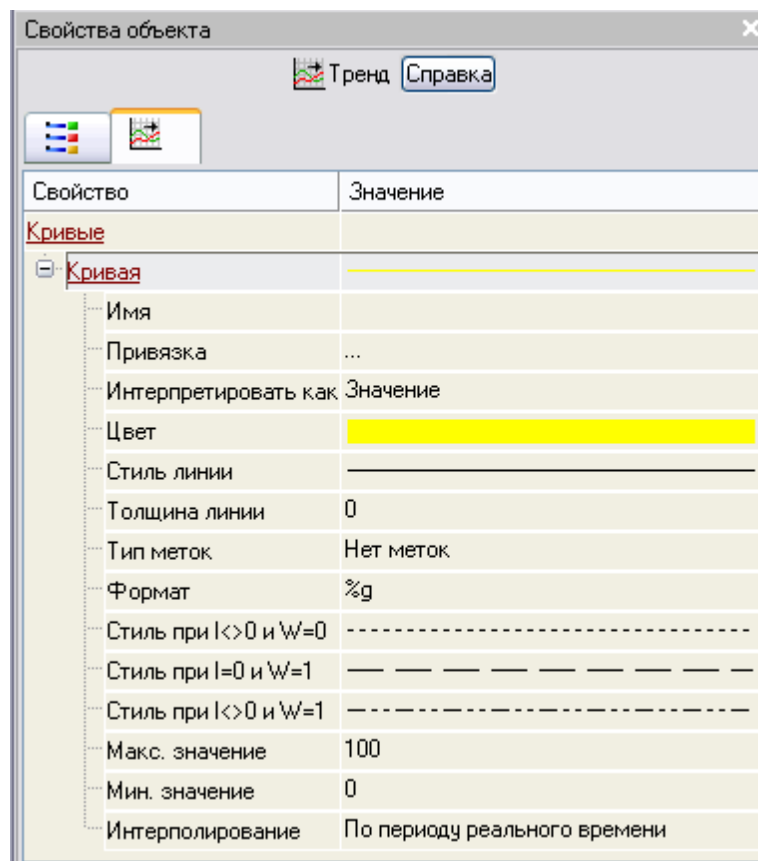 Свойства объекта
Тренд Справка
Свойство Значение
Кривые
Кривая
Имя
Привязка ...
Интерпретировать как Значение
Цвет
Стиль линии
Толщина линии 0
Тип меток Нет меток
Формат %g
Стиль при I<>0 и W=0
Стиль при I=0 и W=1
Стиль при I<>0 и W=1
Макс. значение 100
Мин. значение 0
Интерполирование По периоду реального времени